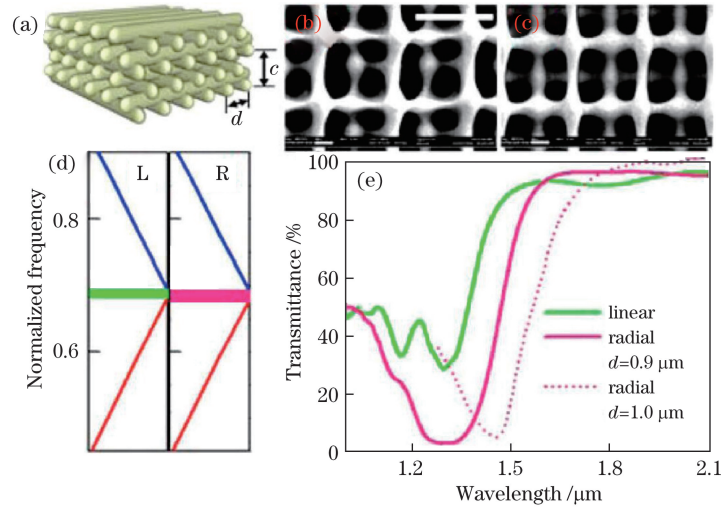 (a)
c
d
(b)
(c)
(d)
L
R
0.8
0.6
Normalized frequency
(e)
100
80
60
40
20
0
Transmittance /%
linear
radial
d=0.9 μm
radial
d=1.0 μm
1.2
1.5
1.8
2.1
Wavelength /μm